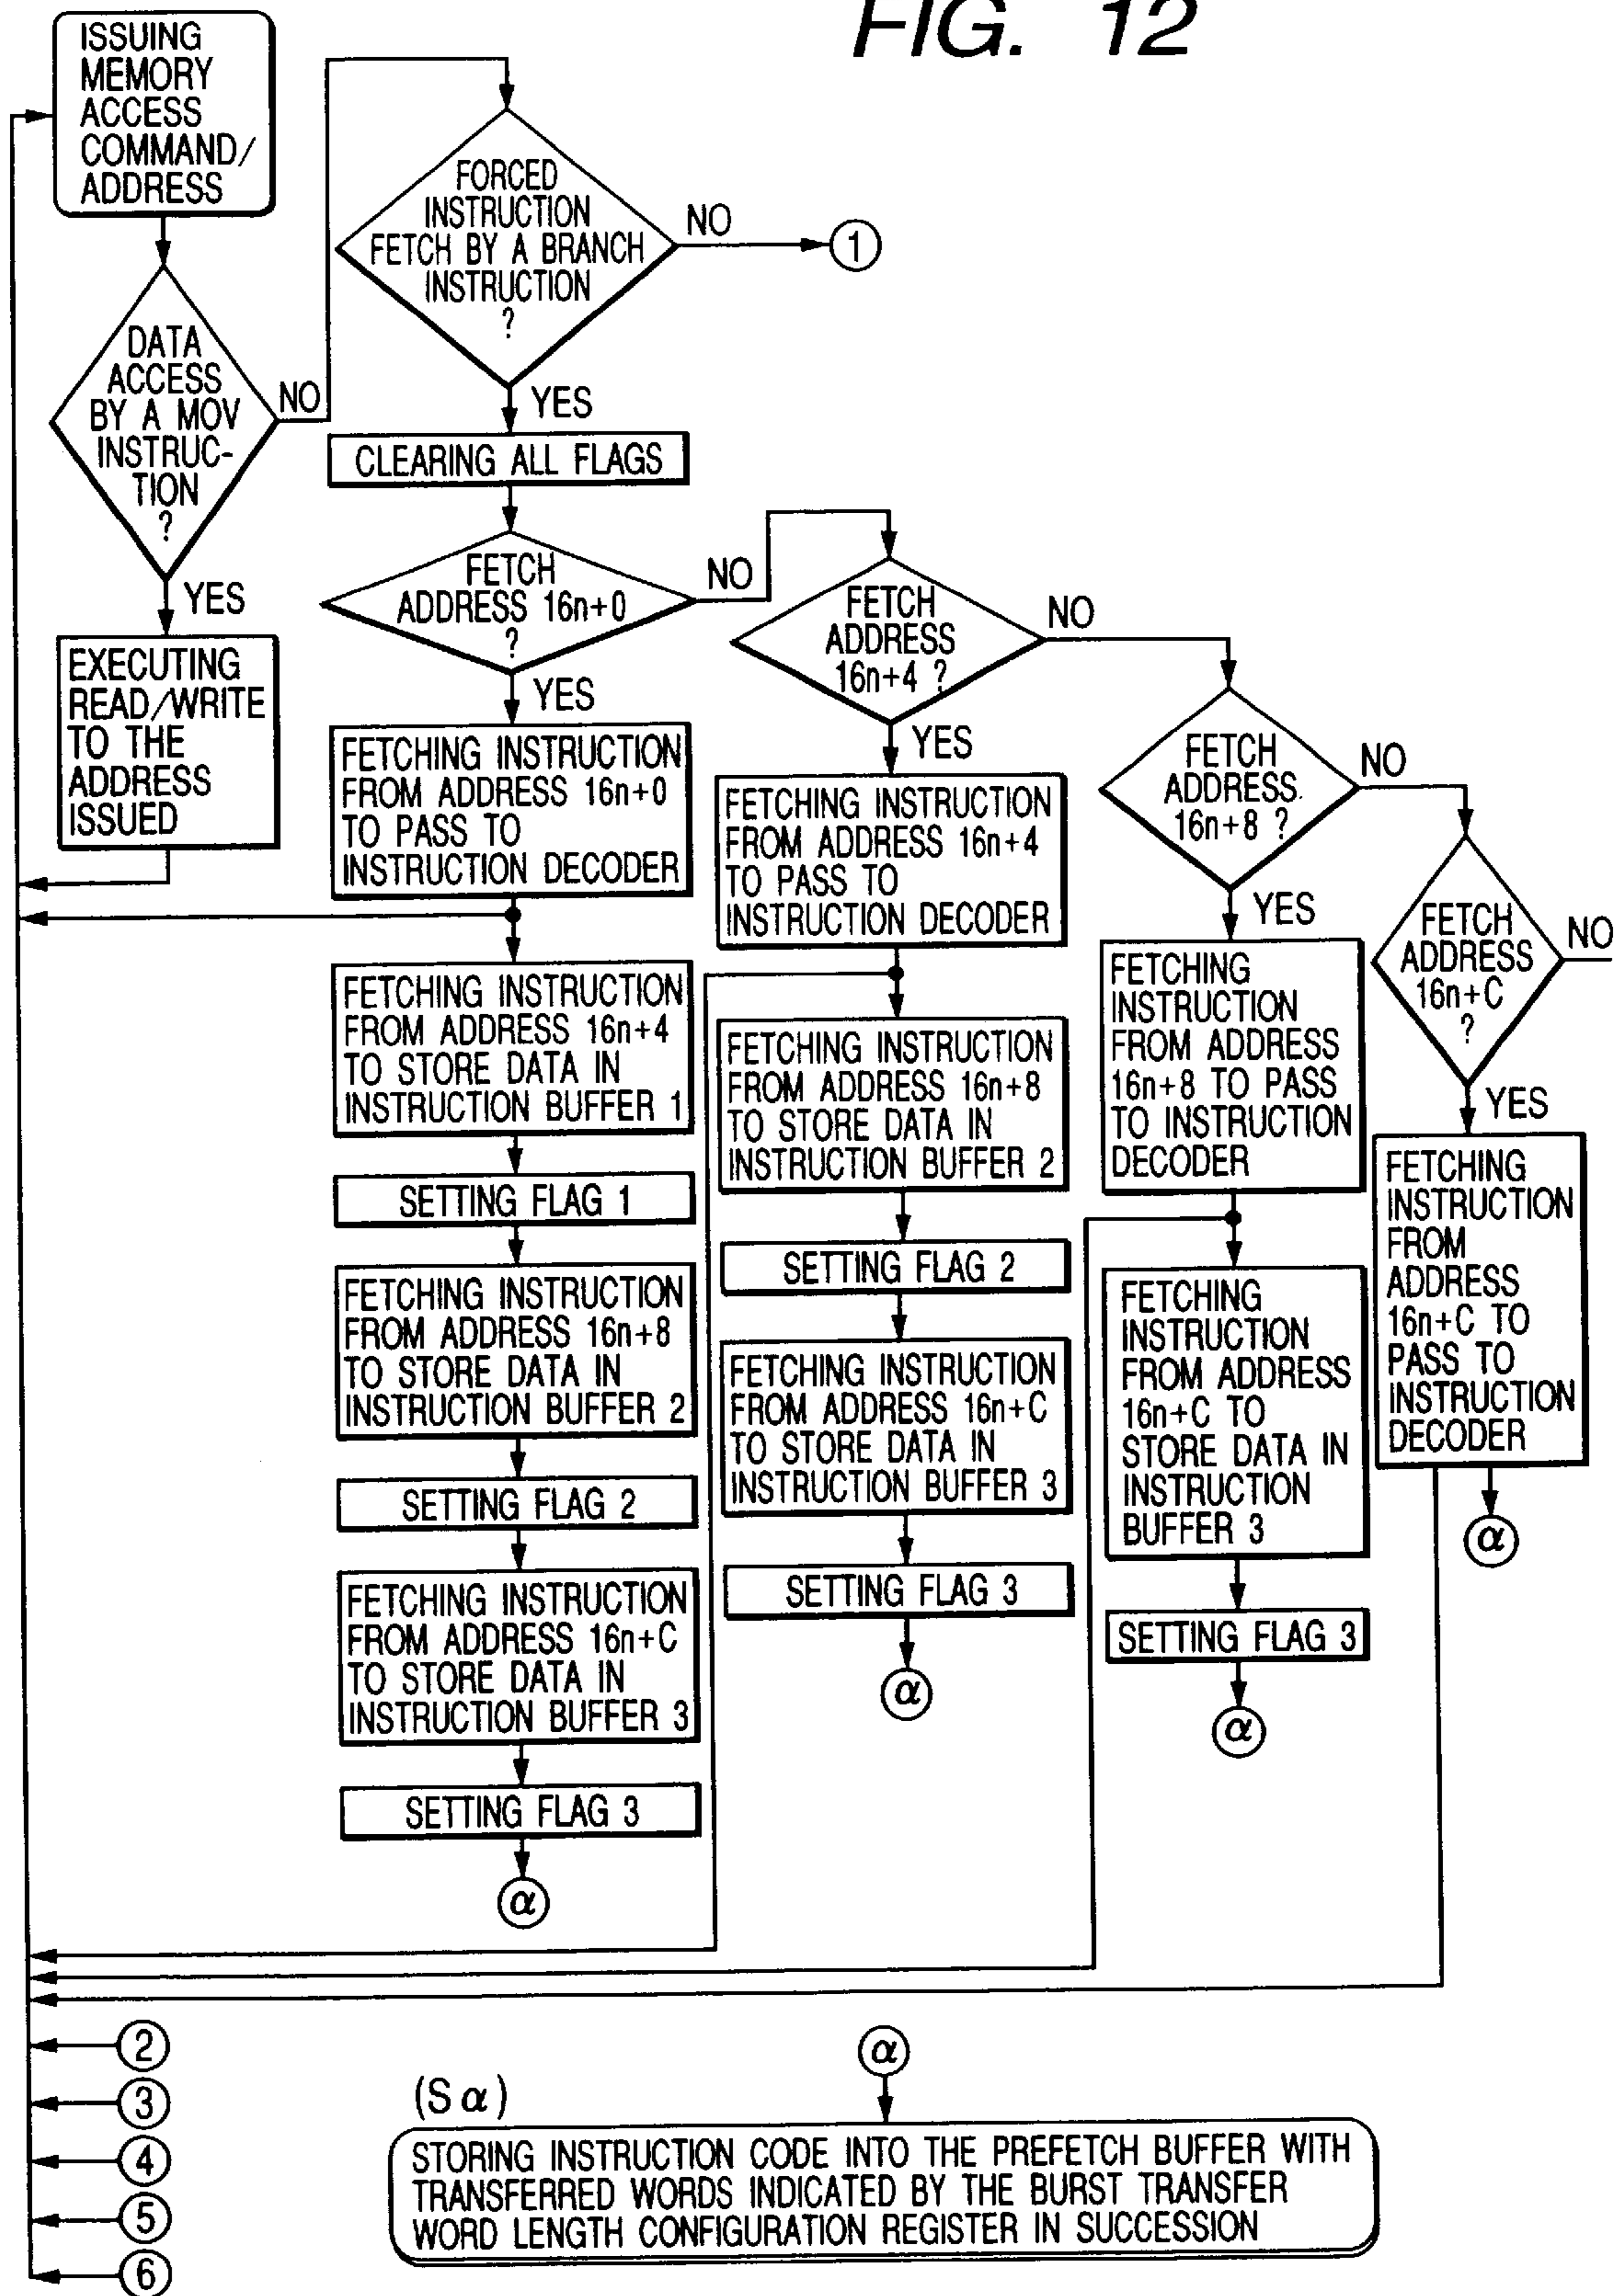 FIG. 12
ISSUING
MEMORY
ACCESS
COMMAND/
ADDRESS
DATA
ACCESS
BY A MOV
INSTRUC-
TION
?
NO
YES
EXECUTING
READ/WRITE
TO THE
ADDRESS
ISSUED
FORCED
INSTRUCTION
FETCH BY A BRANCH
INSTRUCTION
?
NO
1
YES
CLEARING ALL FLAGS
FETCH
ADDRESS 16n+0
?
NO
YES
FETCHING INSTRUCTION
FROM ADDRESS 16n+0
TO PASS TO
INSTRUCTION DECODER
FETCHING INSTRUCTION
FROM ADDRESS 16n+4
TO STORE DATA IN
INSTRUCTION BUFFER 1
SETTING FLAG 1
FETCHING INSTRUCTION
FROM ADDRESS 16n+8
TO STORE DATA IN
INSTRUCTION BUFFER 2
SETTING FLAG 2
FETCHING INSTRUCTION
FROM ADDRESS 16n+C
TO STORE DATA IN
INSTRUCTION BUFFER 3
SETTING FLAG 3
α
FETCH
ADDRESS
16n+4 ?
NO
YES
FETCHING INSTRUCTION
FROM ADDRESS 16n+4
TO PASS TO
INSTRUCTION DECODER
FETCHING INSTRUCTION
FROM ADDRESS 16n+8
TO STORE DATA IN
INSTRUCTION BUFFER 2
SETTING FLAG 2
FETCHING INSTRUCTION
FROM ADDRESS 16n+C
TO STORE DATA IN
INSTRUCTION BUFFER 3
SETTING FLAG 3
α
FETCH
ADDRESS
16n+8 ?
NO
YES
FETCHING
INSTRUCTION
FROM ADDRESS
16n+8 TO PASS
TO INSTRUCTION
DECODER
FETCHING
INSTRUCTION
FROM ADDRESS
16n+C TO
STORE DATA IN
INSTRUCTION
BUFFER 3
SETTING FLAG 3
α
FETCH
ADDRESS
16n+C
?
NO
YES
FETCHING
INSTRUCTION
FROM
ADDRESS
16n+C TO
PASS TO
INSTRUCTION
DECODER
α
2
3
4
5
6
α
(S α)
STORING INSTRUCTION CODE INTO THE PREFETCH BUFFER WITH
TRANSFERRED WORDS INDICATED BY THE BURST TRANSFER
WORD LENGTH CONFIGURATION REGISTER IN SUCCESSION